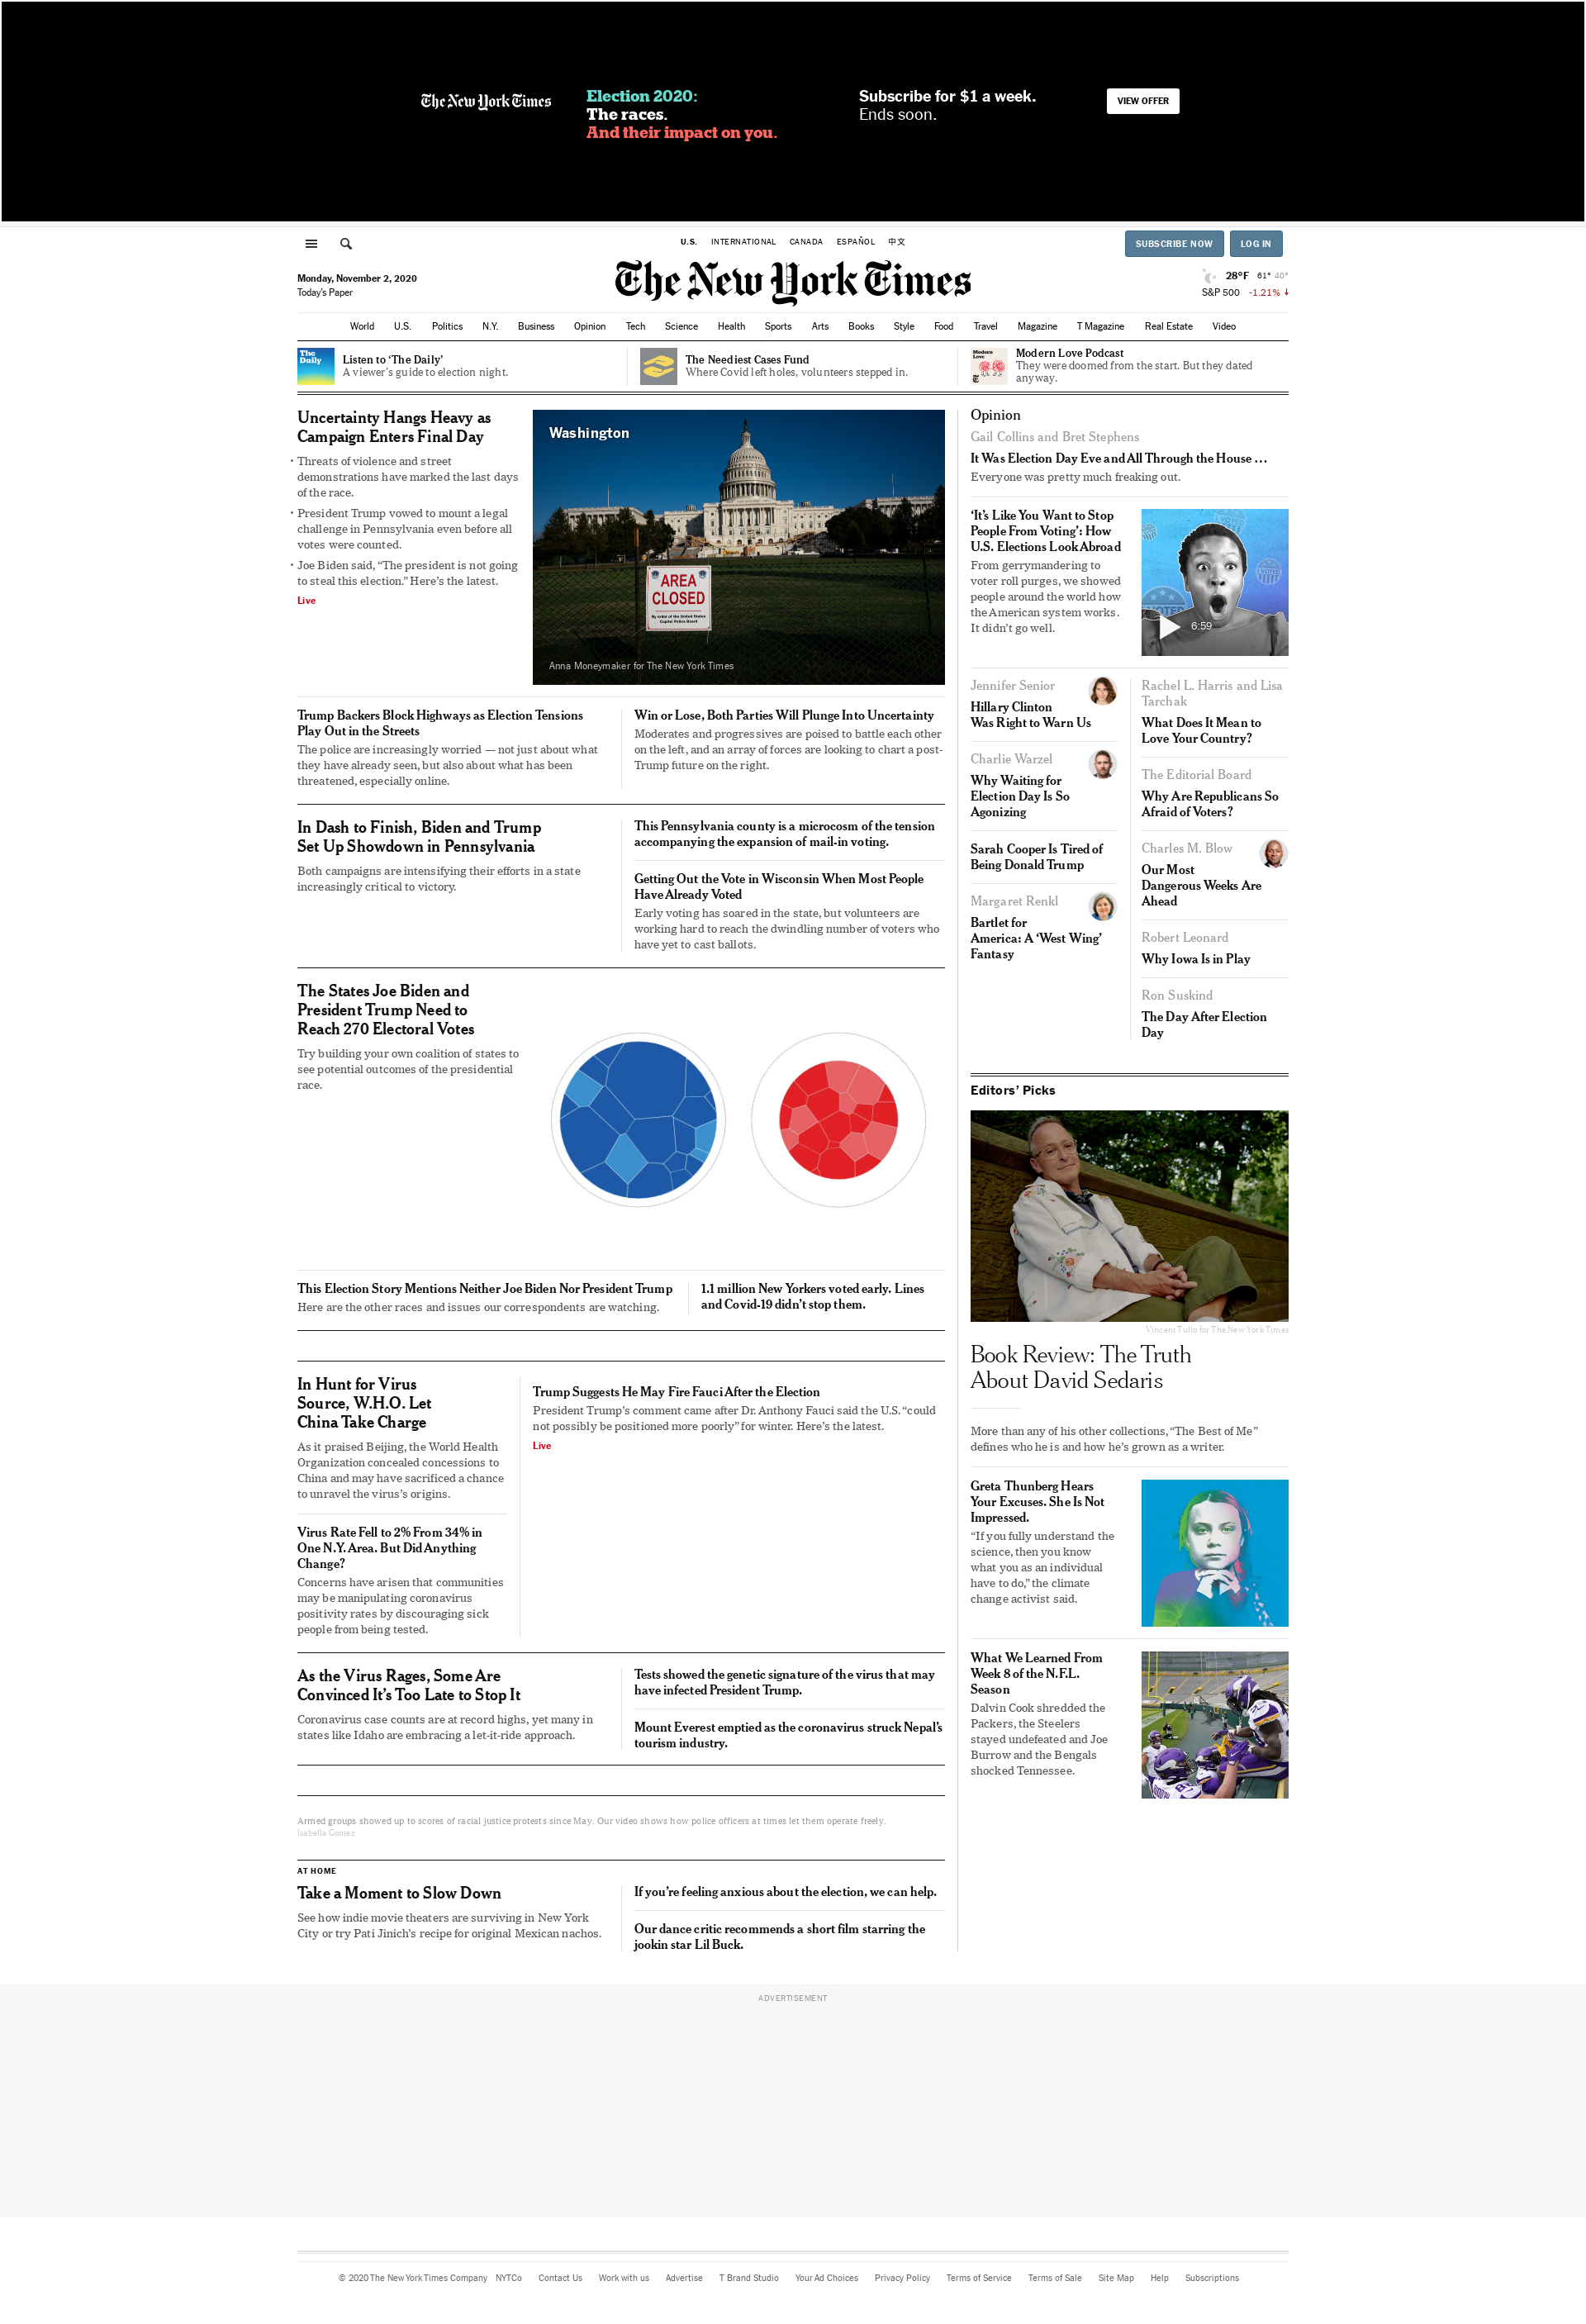 The New York Times
Election 2020:
The races.
And their impact on you.
Subscribe for $1 a week.
Ends soon.
VIEW OFFER
U.S. INTERNATIONAL CANADA ESPAÑOL 中文
SUBSCRIBE NOW LOG IN
Monday, November 2, 2020
Today's Paper
The New York Times
28°F 61° 40°
S&P 500 -1.21%
World U.S. Politics N.Y. Business Opinion Tech Science Health Sports Arts Books Style Food Travel Magazine T Magazine Real Estate Video
The
Daily
Listen to ‘The Daily’
A viewer's guide to election night.
The Neediest Cases Fund
Where Covid left holes, volunteers stepped in.
Modern
Love
Modern Love Podcast
They were doomed from the start. But they dated
anyway.
Uncertainty Hangs Heavy as
Campaign Enters Final Day
• Threats of violence and street
demonstrations have marked the last days
of the race.
• President Trump vowed to mount a legal
challenge in Pennsylvania even before all
votes were counted.
• Joe Biden said, “The president is not going
to steal this election.” Here’s the latest.
Live
Washington
AREA
CLOSED
By order of the United States
Capitol Police Board
Anna Moneymaker for The New York Times
Trump Backers Block Highways as Election Tensions
Play Out in the Streets
The police are increasingly worried — not just about what
they have already seen, but also about what has been
threatened, especially online.
Win or Lose, Both Parties Will Plunge Into Uncertainty
Moderates and progressives are poised to battle each other
on the left, and an array of forces are looking to chart a post-
Trump future on the right.
In Dash to Finish, Biden and Trump
Set Up Showdown in Pennsylvania
Both campaigns are intensifying their efforts in a state
increasingly critical to victory.
This Pennsylvania county is a microcosm of the tension
accompanying the expansion of mail-in voting.
Getting Out the Vote in Wisconsin When Most People
Have Already Voted
Early voting has soared in the state, but volunteers are
working hard to reach the dwindling number of voters who
have yet to cast ballots.
The States Joe Biden and
President Trump Need to
Reach 270 Electoral Votes
Try building your own coalition of states to
see potential outcomes of the presidential
race.
This Election Story Mentions Neither Joe Biden Nor President Trump
Here are the other races and issues our correspondents are watching.
1.1 million New Yorkers voted early. Lines
and Covid-19 didn’t stop them.
In Hunt for Virus
Source, W.H.O. Let
China Take Charge
As it praised Beijing, the World Health
Organization concealed concessions to
China and may have sacrificed a chance
to unravel the virus’s origins.
Virus Rate Fell to 2% From 34% in
One N.Y. Area. But Did Anything
Change?
Concerns have arisen that communities
may be manipulating coronavirus
positivity rates by discouraging sick
people from being tested.
Trump Suggests He May Fire Fauci After the Election
President Trump’s comment came after Dr. Anthony Fauci said the U.S. “could
not possibly be positioned more poorly” for winter. Here’s the latest.
Live
As the Virus Rages, Some Are
Convinced It’s Too Late to Stop It
Coronavirus case counts are at record highs, yet many in
states like Idaho are embracing a let-it-ride approach.
Tests showed the genetic signature of the virus that may
have infected President Trump.
Mount Everest emptied as the coronavirus struck Nepal’s
tourism industry.
Armed groups showed up to scores of racial justice protests since May. Our video shows how police officers at times let them operate freely.
Isabella Gomez
AT HOME
Take a Moment to Slow Down
See how indie movie theaters are surviving in New York
City or try Pati Jinich’s recipe for original Mexican nachos.
If you’re feeling anxious about the election, we can help.
Our dance critic recommends a short film starring the
jookin star Lil Buck.
Opinion
Gail Collins and Bret Stephens
It Was Election Day Eve and All Through the House …
Everyone was pretty much freaking out.
‘It’s Like You Want to Stop
People From Voting’: How
U.S. Elections Look Abroad
From gerrymandering to
voter roll purges, we showed
people around the world how
the American system works.
It didn’t go well.
VOTED
6:59
Jennifer Senior
Hillary Clinton
Was Right to Warn Us
Charlie Warzel
Why Waiting for
Election Day Is So
Agonizing
Sarah Cooper Is Tired of
Being Donald Trump
Margaret Renkl
Bartlet for
America: A ‘West Wing’
Fantasy
Rachel L. Harris and Lisa
Tarchak
What Does It Mean to
Love Your Country?
The Editorial Board
Why Are Republicans So
Afraid of Voters?
Charles M. Blow
Our Most
Dangerous Weeks Are
Ahead
Robert Leonard
Why Iowa Is in Play
Ron Suskind
The Day After Election
Day
Editors’ Picks
Vincent Tullo for The New York Times
Book Review: The Truth
About David Sedaris
More than any of his other collections, “The Best of Me”
defines who he is and how he’s grown as a writer.
Greta Thunberg Hears
Your Excuses. She Is Not
Impressed.
“If you fully understand the
science, then you know
what you as an individual
have to do,” the climate
change activist said.
What We Learned From
Week 8 of the N.F.L.
Season
Dalvin Cook shredded the
Packers, the Steelers
stayed undefeated and Joe
Burrow and the Bengals
shocked Tennessee.
ADVERTISEMENT
© 2020 The New York Times Company NYTCo Contact Us Work with us Advertise T Brand Studio Your Ad Choices Privacy Policy Terms of Service Terms of Sale Site Map Help Subscriptions